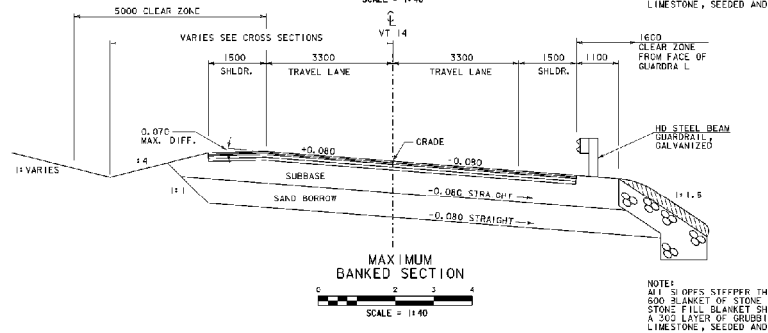 SCALE = 1:40
LIMESTONE, SEEDED AND
5000 CLEAR ZONE
VARIES SEE CROSS SECTIONS
VT 14
1600
CLEAR ZONE
FROM FACE OF
GUARDRA L
1500
SHLDR.
3300
TRAVEL LANE
3300
TRAVEL LANE
1500
SHLDR.
1100
0.070
MAX. DIFF.
+0.080
GRADE
-0.080
HD STEEL BEAM
GUARDRAIL,
GALVANIZED
1:VARIES
:4
1:1
SUBBASE
-0.080 STRAIGHT
SAND BORROW
-0.080 STRAIGHT
1:1.5
MAXIMUM
BANKED SECTION
0 2 3 4
SCALE = 1:40
NOTE:
ALL SLOPES STEEPER TH
600 BLANKET OF STONE
STONE FILL BLANKET SH
A 300 LAYER OF GRUBBI
LIMESTONE, SEEDED AND